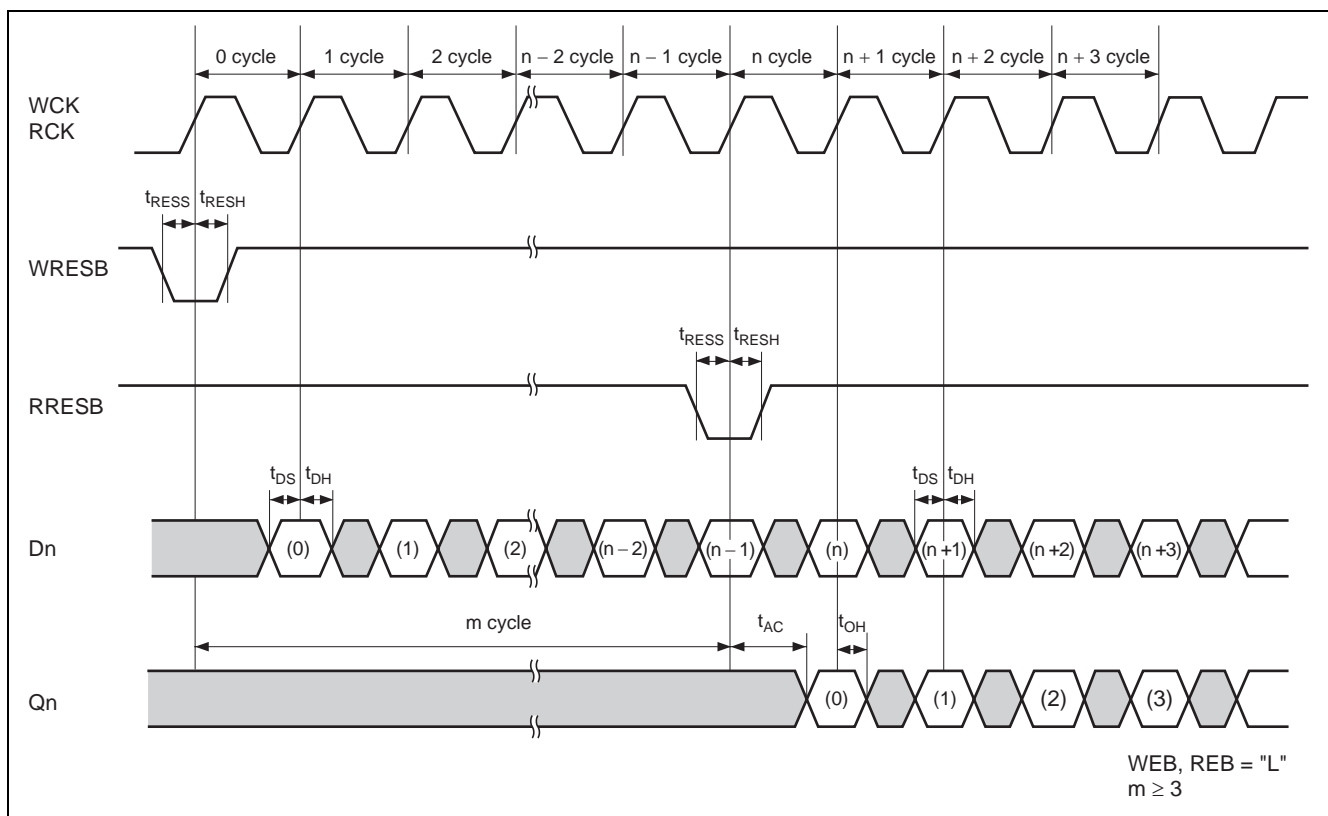 0 cycle 1 cycle 2 cycle n − 2 cycle n − 1 cycle n cycle n + 1 cycle n + 2 cycle n + 3 cycle
WCK
RCK
tRESS tRESH
WRESB
tRESS tRESH
RRESB
tDS tDH tDS tDH
Dn (0) (1) (2) (n − 2) (n − 1) (n) (n +1) (n +2) (n +3)
m cycle tAC tOH
Qn (0) (1) (2) (3)
WEB, REB = "L"
m ≥ 3